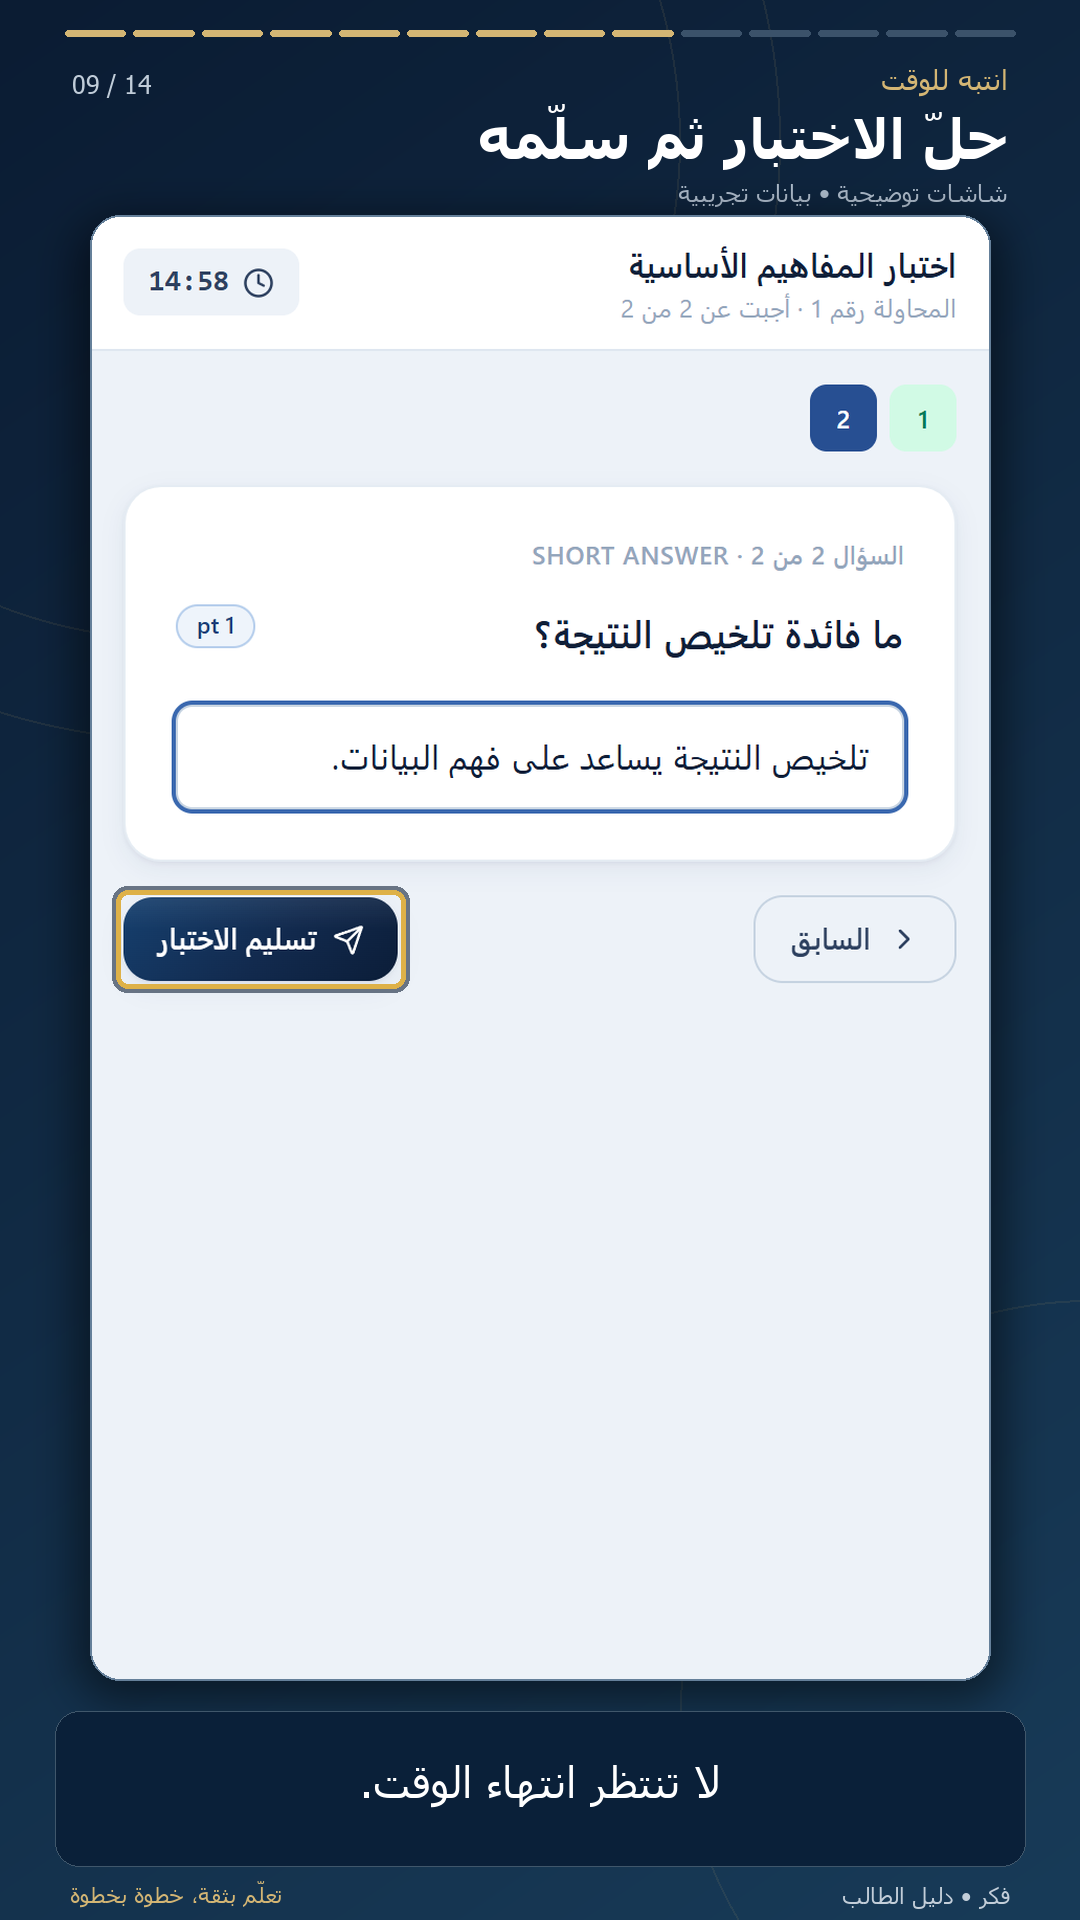 09 / 14
انتبه للوقت
حلّ الاختبار ثم سلّمه
شاشات توضيحية • بيانات تجريبية
اختبار المفاهيم الأساسية
14:58
المحاولة رقم 1 · أجبت عن 2 من 2
1
2
السؤال 2 من 2 · SHORT ANSWER
ما فائدة تلخيص النتيجة؟
1 pt
تلخيص النتيجة يساعد على فهم البيانات.
السابق
تسليم الاختبار
لا تنتظر انتهاء الوقت.
فكر • دليل الطالب
تعلّم بثقة، خطوة بخطوة